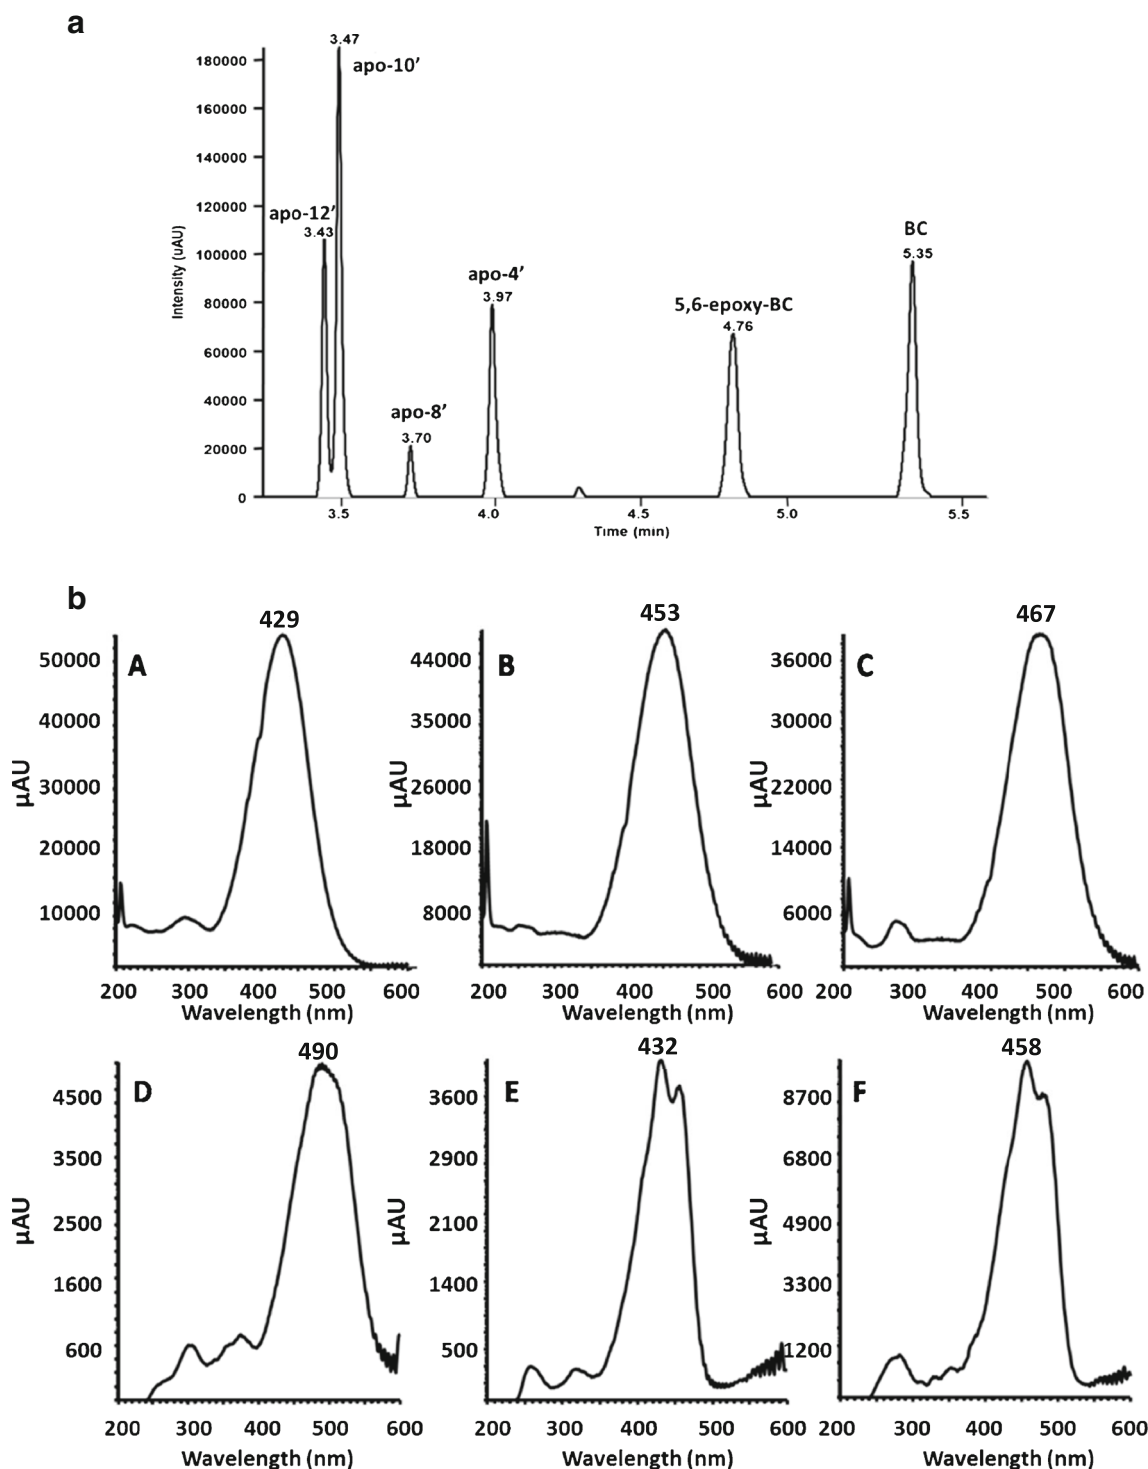 a
3.47
180000
apo-10’
160000
140000
120000
apo-12’
3.43
100000
BC
5.35
Intensity (uAU)
apo-4’
3.97
80000
5,6-epoxy-BC
4.76
60000
40000
apo-8’
3.70
20000
0
3.5 4.0 4.5 5.0 5.5
Time (min)
b
429
A
50000
40000
30000
20000
10000
µAU
200 300 400 500 600
Wavelength (nm)
453
B
44000
35000
26000
18000
8000
µAU
200 300 400 500 600
Wavelength (nm)
467
C
36000
30000
22000
14000
6000
µAU
200 300 400 500 600
Wavelength (nm)
490
D
4500
3500
2500
1600
600
µAU
200 300 400 500 600
Wavelength (nm)
432
E
3600
2900
2100
1400
500
µAU
200 300 400 500 600
Wavelength (nm)
458
F
8700
6800
4900
3300
1200
µAU
200 300 400 500 600
Wavelength (nm)